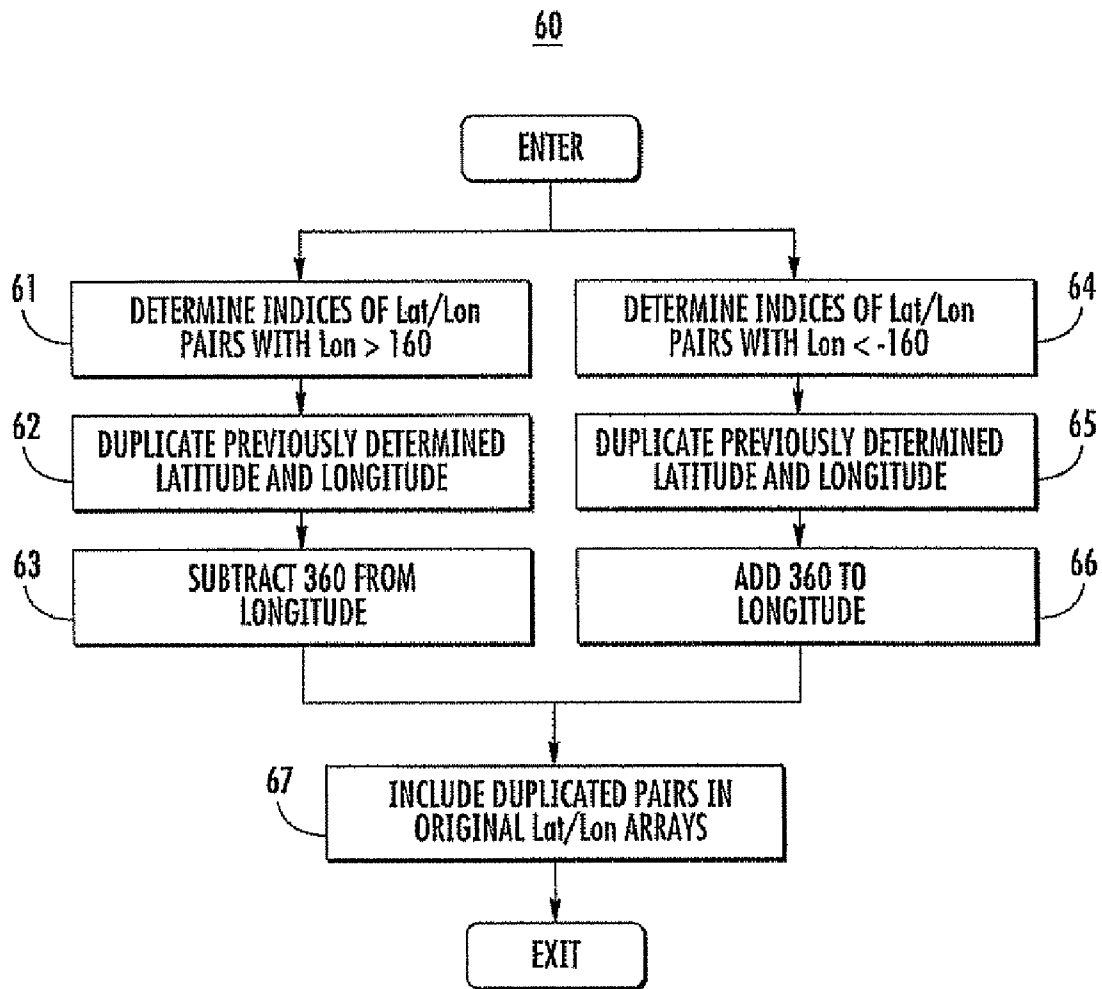 60
ENTER
61
DETERMINE INDICES OF Lat/Lon
PAIRS WITH Lon > 160
64
DETERMINE INDICES OF Lat/Lon
PAIRS WITH Lon < -160
62
DUPLICATE PREVIOUSLY DETERMINED
LATITUDE AND LONGITUDE
65
DUPLICATE PREVIOUSLY DETERMINED
LATITUDE AND LONGITUDE
63
SUBTRACT 360 FROM
LONGITUDE
66
ADD 360 TO
LONGITUDE
67
INCLUDE DUPLICATED PAIRS IN
ORIGINAL Lat/Lon ARRAYS
EXIT